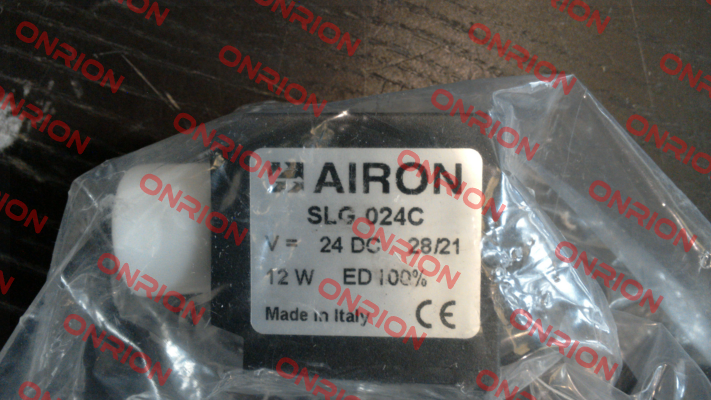 AIRON
SLG 024C
V = 24 DC 28/21
12 W ED 100%
Made in Italy CE
ONRION